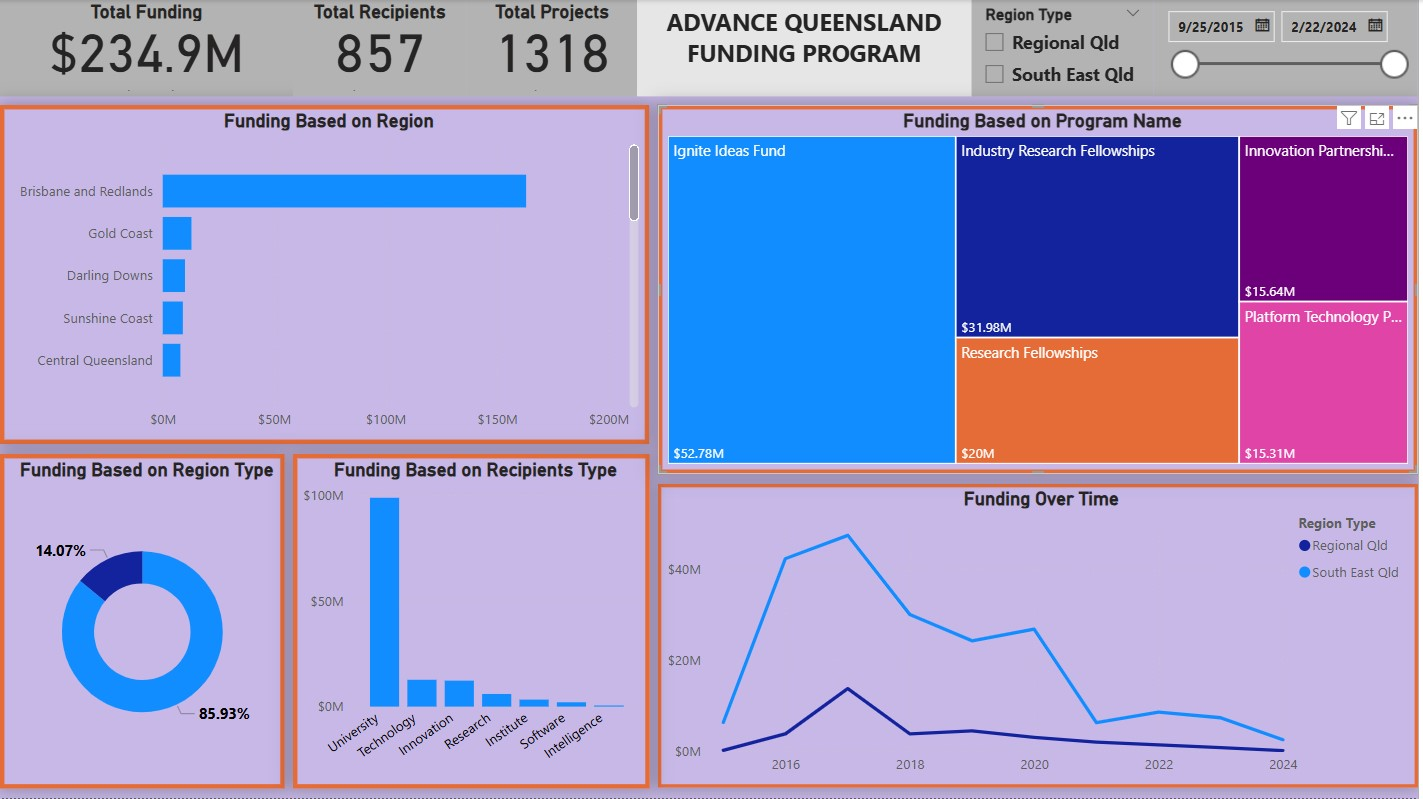 Total Funding
$234.9M
Total Recipients
857
Total Projects
1318
ADVANCE QUEENSLAND
FUNDING PROGRAM
Region Type
Regional Qld
South East Qld
9/25/2015
2/22/2024
Funding Based on Region
Brisbane and Redlands
Gold Coast
Darling Downs
Sunshine Coast
Central Queensland
$0M
$50M
$100M
$150M
$200M
Funding Based on Program Name
Ignite Ideas Fund
$52.78M
Industry Research Fellowships
$31.98M
Research Fellowships
$20M
Innovation Partnershi...
$15.64M
Platform Technology P...
$15.31M
Funding Based on Region Type
14.07%
85.93%
Funding Based on Recipients Type
$100M
$50M
$0M
University
Technology
Innovation
Research
Institute
Software
Intelligence
Funding Over Time
Region Type
Regional Qld
South East Qld
$40M
$20M
$0M
2016
2018
2020
2022
2024